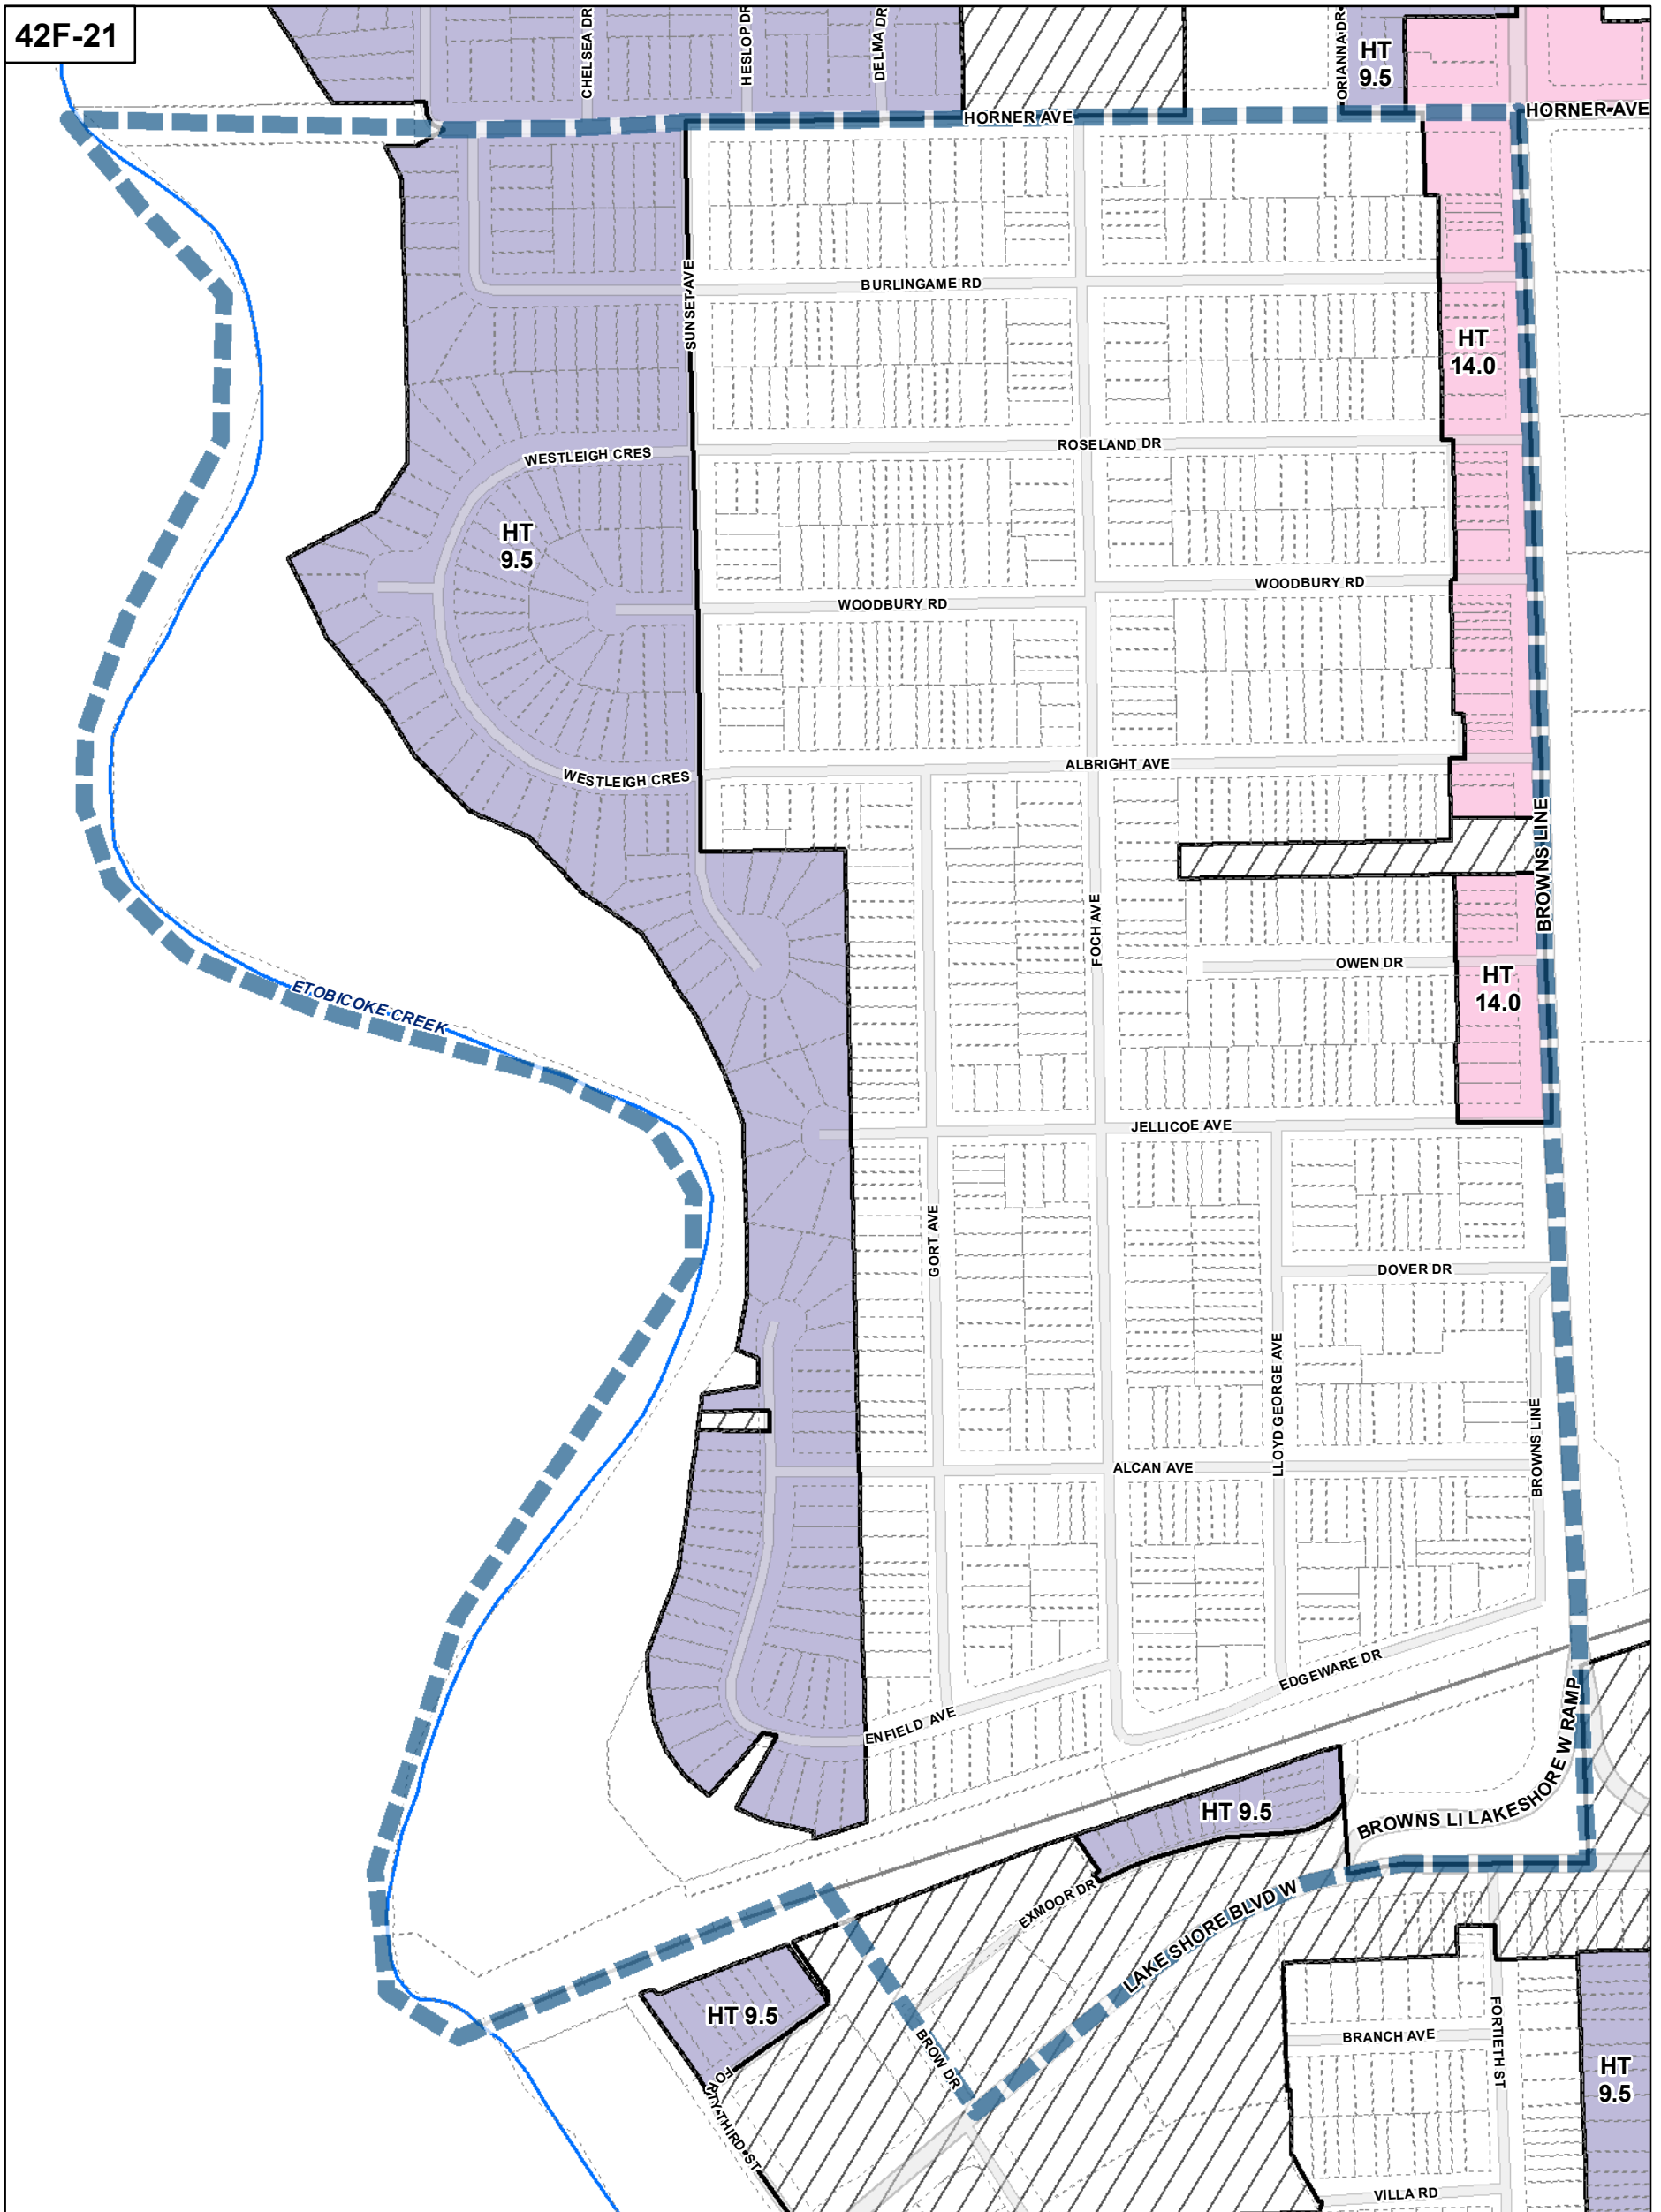 42F-21
CHELSEA DR
HESLOP DR
DELMA DR
ORIANNA DR
HT
9.5
HORNER AVE
HORNER AVE
SUNSET AVE
BURLINGAME RD
HT
14.0
ROSELAND DR
WESTLEIGH CRES
HT
9.5
WOODBURY RD
WOODBURY RD
ALBRIGHT AVE
WESTLEIGH CRES
BROWNS LINE
FOCH AVE
OWEN DR
HT
14.0
ETOBICOKE CREEK
JELLICOE AVE
GORT AVE
DOVER DR
LLOYD GEORGE AVE
BROWNS LINE
ALCAN AVE
EDGEWARE DR
ENFIELD AVE
BROWNS LI LAKESHORE W RAMP
HT 9.5
EXMOOR DR
LAKE SHORE BLVD W
HT 9.5
BROW DR
FORTY THIRD ST
BRANCH AVE
FORTIETH ST
HT
9.5
VILLA RD